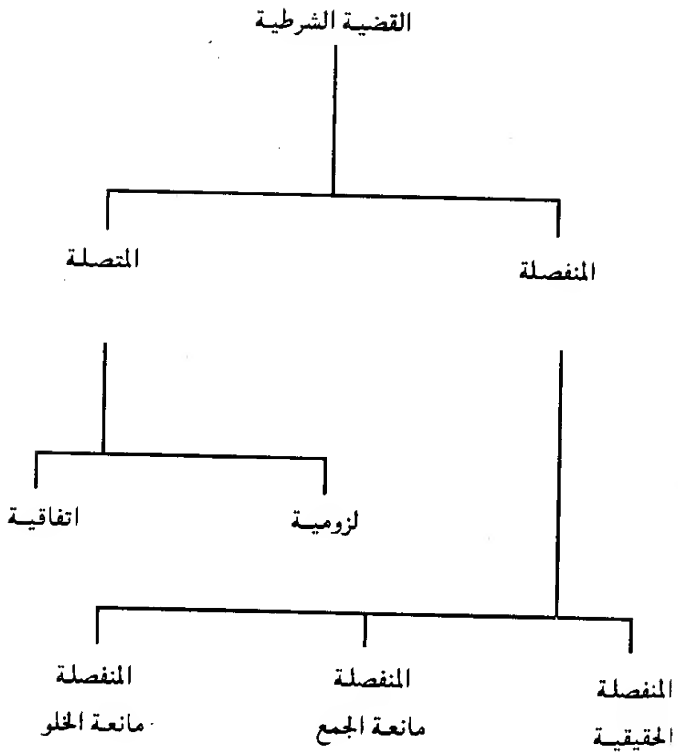 القضية الشرطية
المنفصلة
المتصلة
لزومية
اتفاقية
المنفصلة
الحقيقية
المنفصلة
مانعة الجمع
المنفصلة
مانعة الخلو